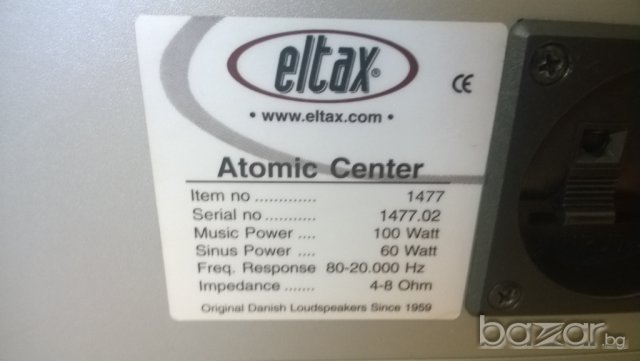 eltax®
• www.eltax.com •
CE
Atomic Center
Item no .............. 1477
Serial no ............ 1477.02
Music Power .... 100 Watt
Sinus Power .... 60 Watt
Freq. Response 80-20.000 Hz
Impedance ....... 4-8 Ohm
Original Danish Loudspeakers Since 1959
bazar.bg